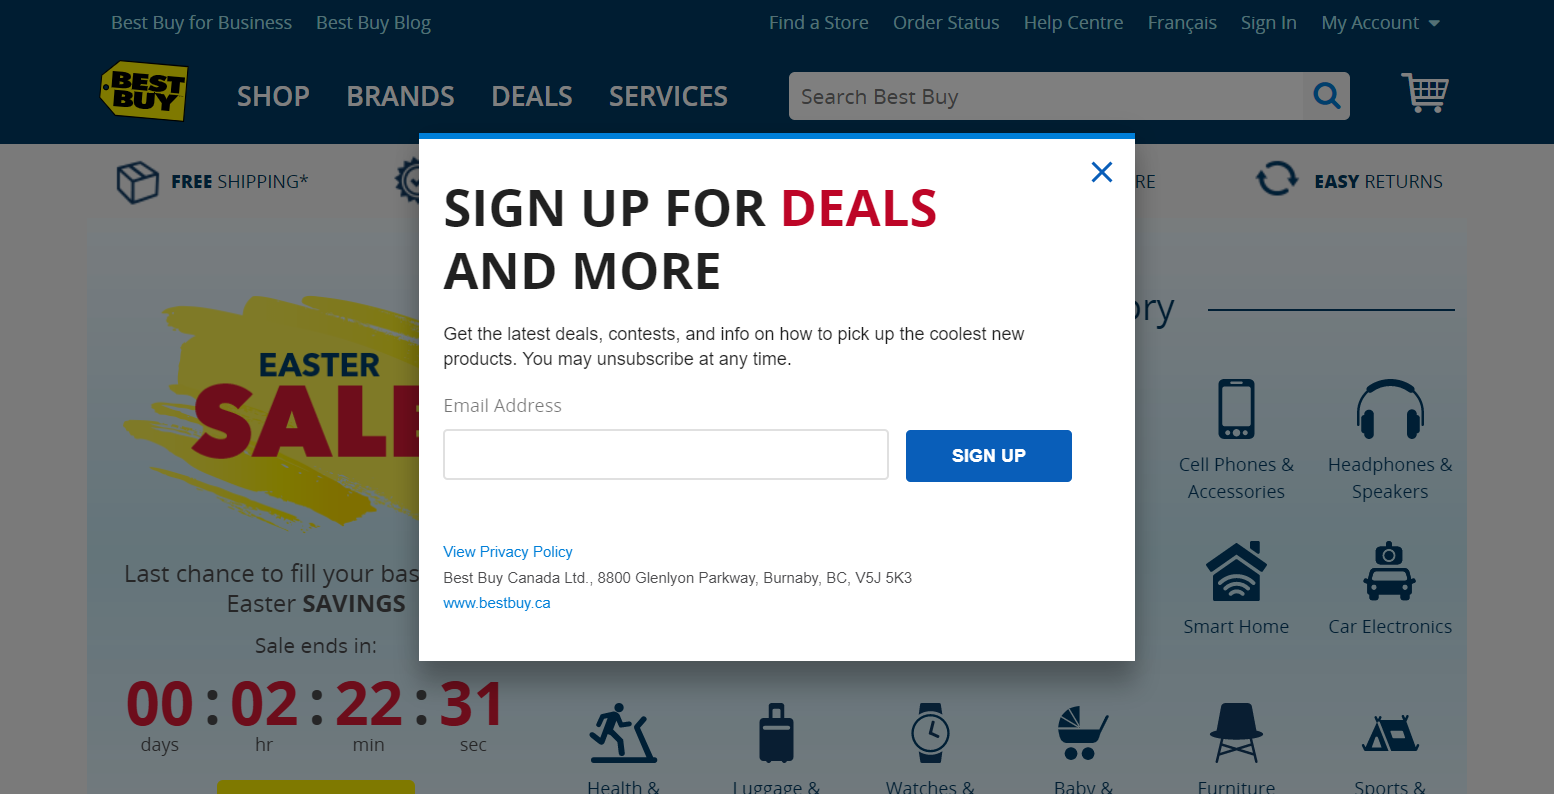 Best Buy for Business Best Buy Blog Find a Store Order Status Help Centre Français Sign In My Account
BEST BUY
SHOP BRANDS DEALS SERVICES Search Best Buy
FREE SHIPPING* EASY RETURNS
SIGN UP FOR DEALS
AND MORE
Get the latest deals, contests, and info on how to pick up the coolest new
products. You may unsubscribe at any time.
Email Address
SIGN UP
View Privacy Policy
Best Buy Canada Ltd., 8800 Glenlyon Parkway, Burnaby, BC, V5J 5K3
www.bestbuy.ca
EASTER
SALE
Last chance to fill your
Easter SAVINGS
Sale ends in:
00 : 02 : 22 : 31
days hr min sec
Cell Phones &
Accessories
Headphones &
Speakers
Smart Home
Car Electronics
Health &
Luggage &
Watches &
Baby &
Furniture
Sports &